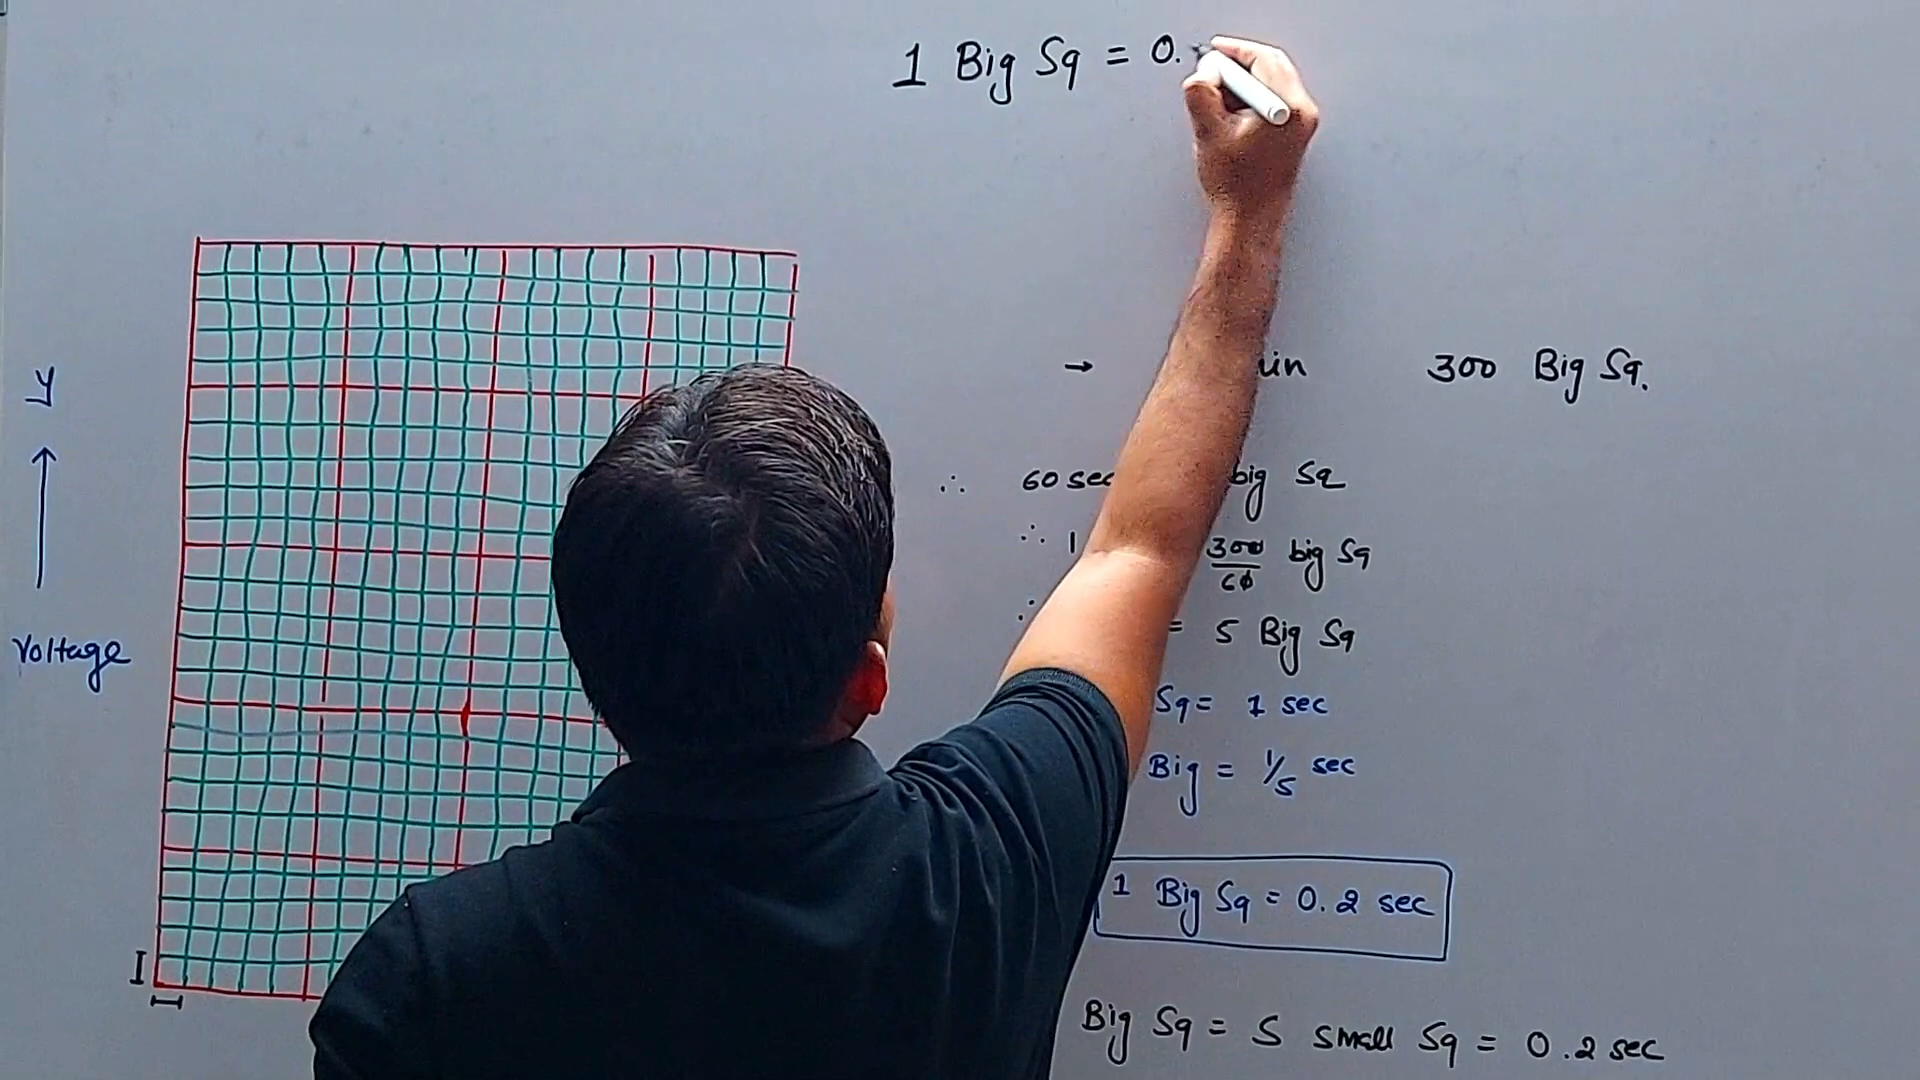 1 Big Sq = 0.
y
Voltage
I
→ in 300 Big Sq.
∴ 60 sec big Sq
∴ 1 300/60 big Sq
= 5 Big Sq
Sq = 1 sec
Big = 1/5 sec
1 Big Sq = 0.2 sec
Big Sq = 5 small Sq = 0.2 sec